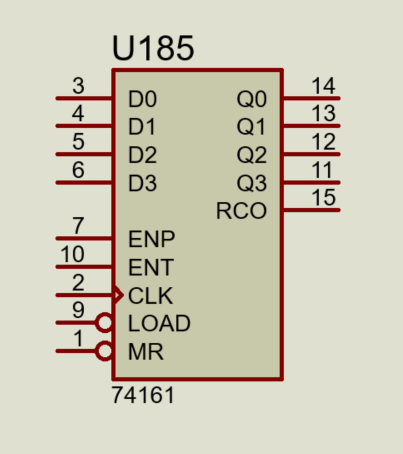 U185
3 D0 Q0 14
4 D1 Q1 13
5 D2 Q2 12
6 D3 Q3 11
RCO 15
7 ENP
10 ENT
2 CLK
9 LOAD
1 MR
74161